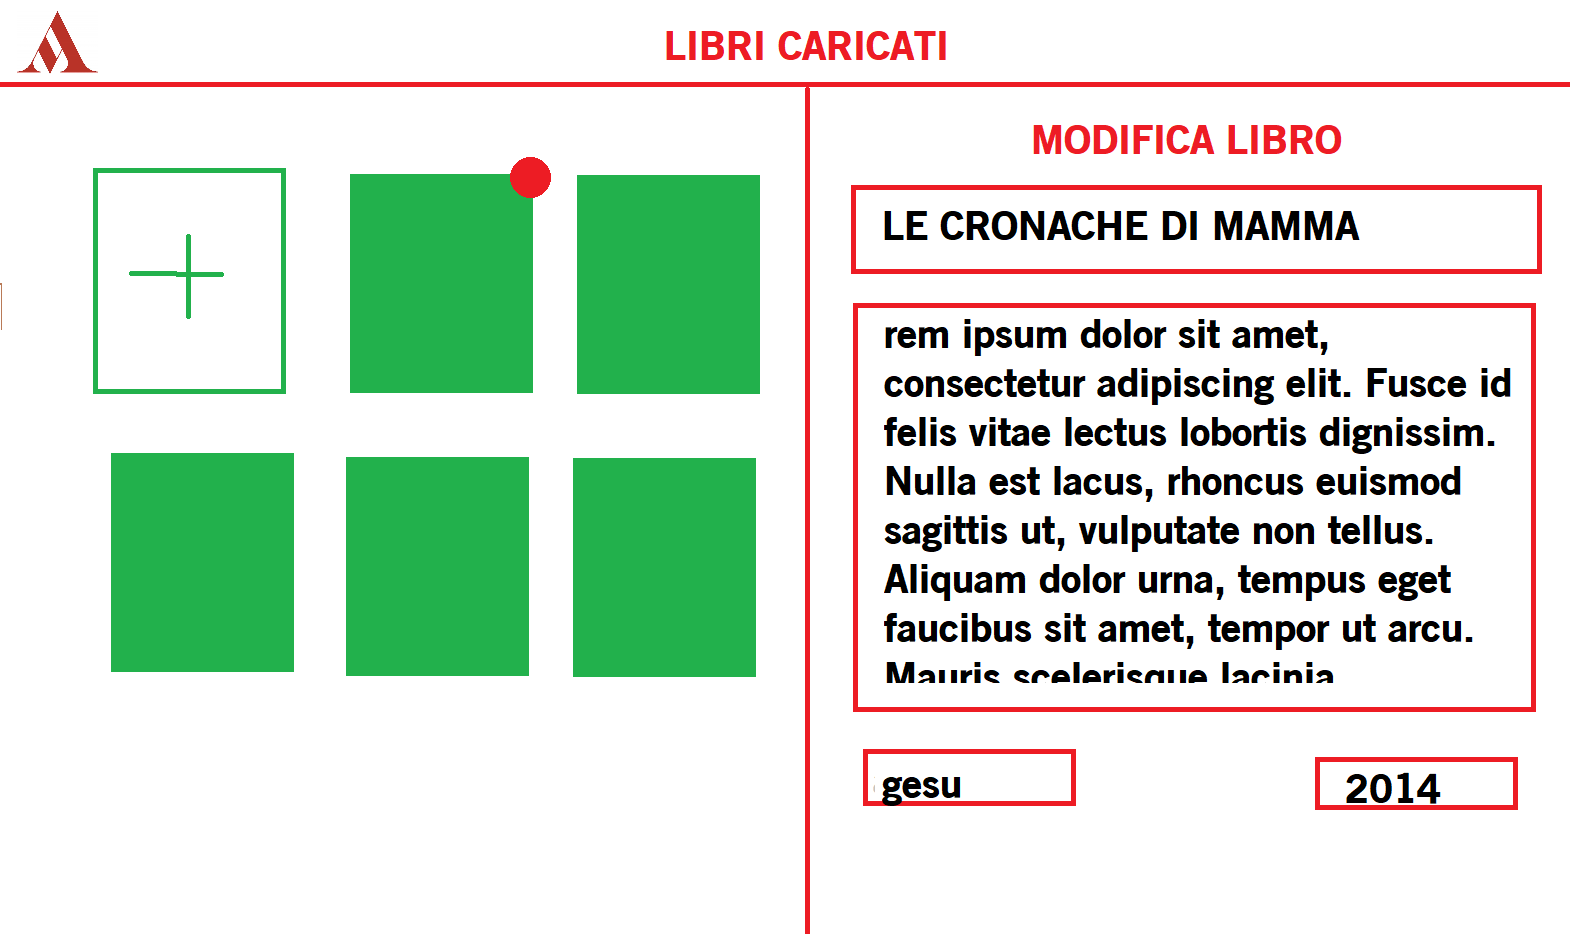 LIBRI CARICATI
MODIFICA LIBRO
LE CRONACHE DI MAMMA
rem ipsum dolor sit amet,
consectetur adipiscing elit. Fusce id
felis vitae lectus lobortis dignissim.
Nulla est lacus, rhoncus euismod
sagittis ut, vulputate non tellus.
Aliquam dolor urna, tempus eget
faucibus sit amet, tempor ut arcu.
Mauris scelerisque lacinia
gesu
2014